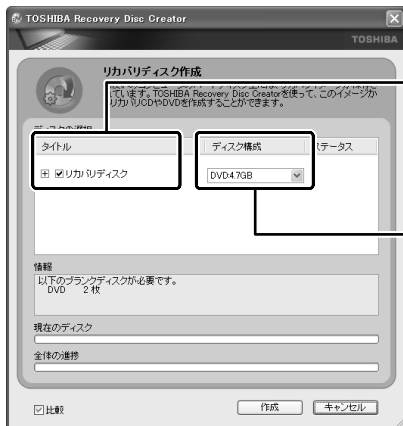 TOSHIBA Recovery Disc Creator
TOSHIBA
リカバリディスク作成
ています。TOSHIBA Recovery Disc Creatorを使って、このイメージか
リカバリCDやDVDを作成することができます。
タイトル
ディスク構成
ステータス
リカバリディスク
DVD:4.7GB
情報
以下のブランクディスクが必要です。
DVD 2 枚
現在のディスク
全体の進捗
比較
作成
キャンセル